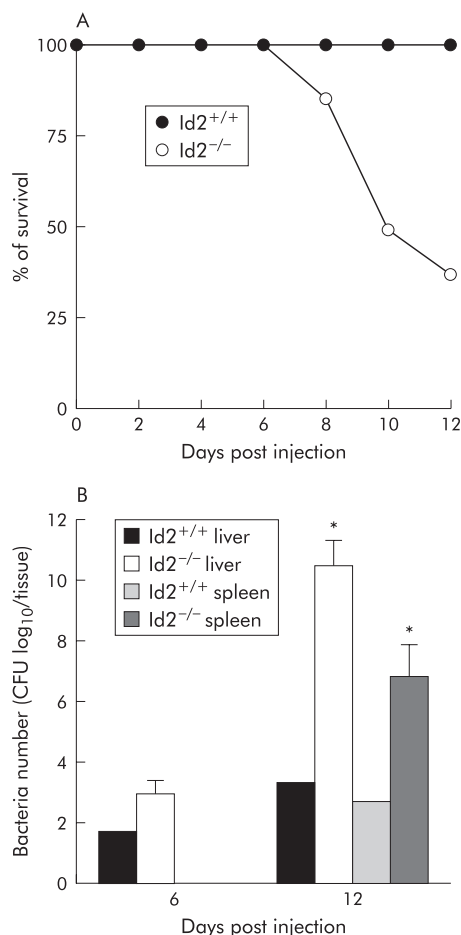 A
100
75
50
25
0
% of survival
Id2+/+
Id2−/−
0 2 4 6 8 10 12
Days post injection
B
12
10
8
6
4
2
0
Bacteria number (CFU log10/tissue)
Id2+/+ liver
Id2−/− liver
Id2+/+ spleen
Id2−/− spleen
*
*
6 12
Days post injection